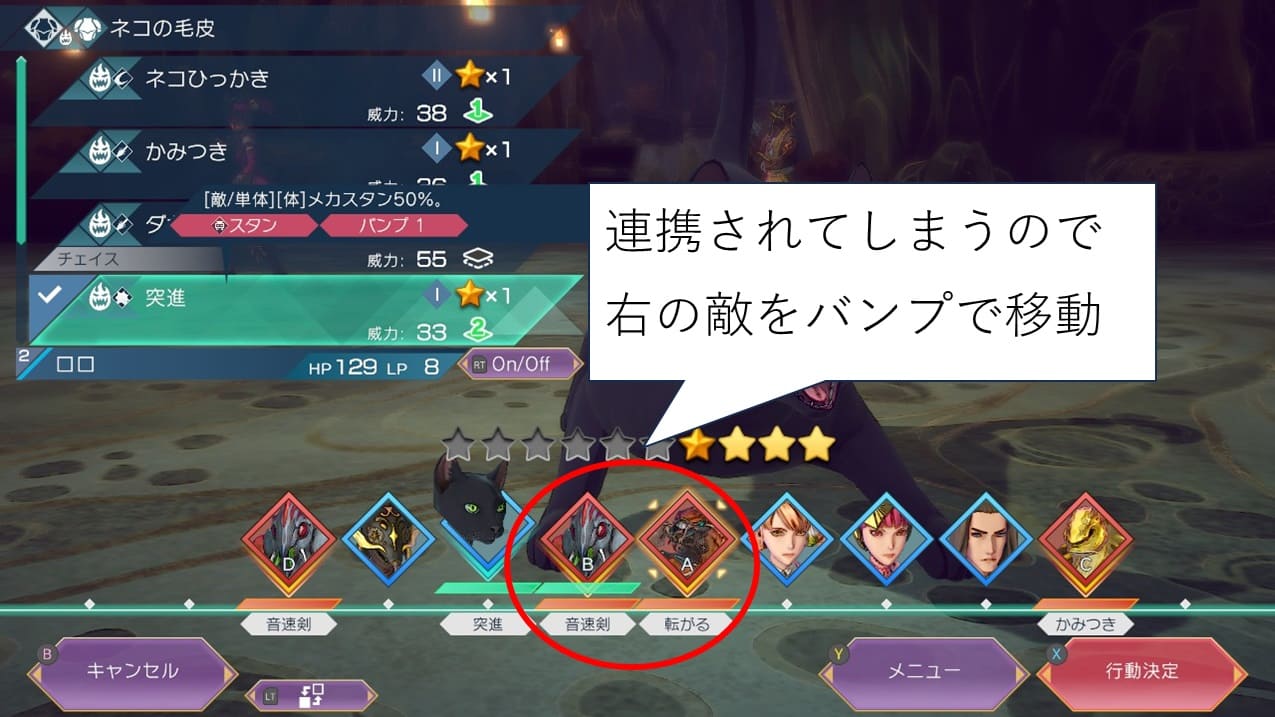 ネコの毛皮
ネコひっかき
II
×1
威力: 38
1
かみつき
I
×1
1
[敵/単体][体]メカスタン50%。
スタン
バンプ 1
チェイス
威力: 55
突進
I
×1
威力: 33
2
2
□□
HP 129 LP 8
RT On/Off
連携されてしまうので
右の敵をバンプで移動
D
B
A
C
音速剣
突進
音速剣
転がる
かみつき
B
キャンセル
LT
Y
メニュー
X
行動決定